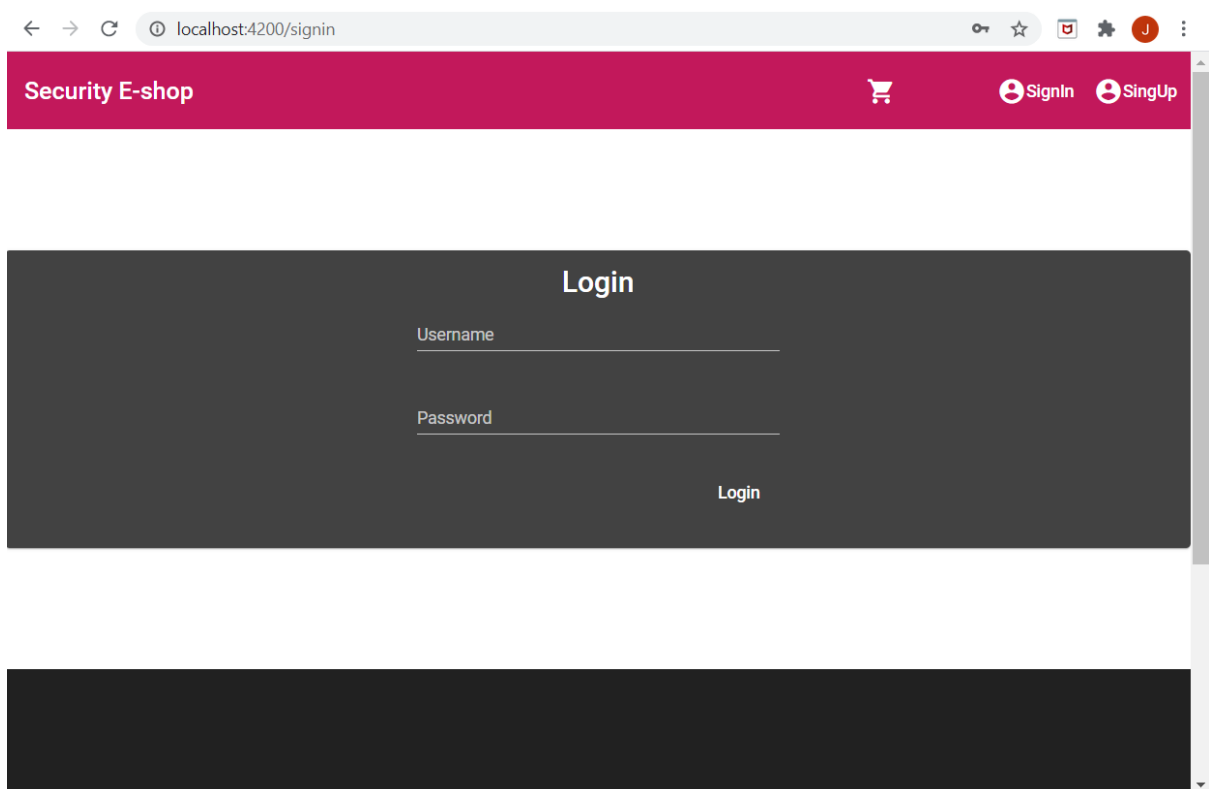 localhost:4200/signin
J
Security E-shop
SignIn
SingUp
Login
Username
Password
Login